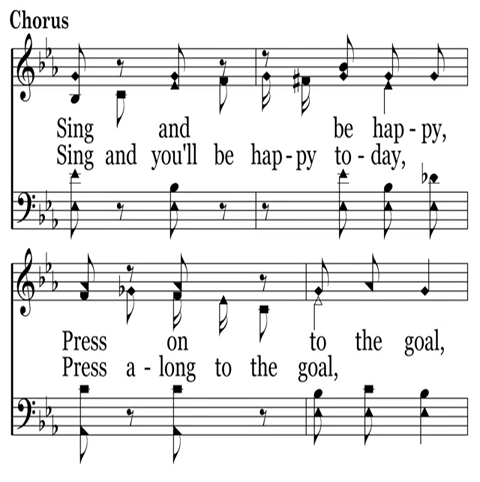 Chorus
Sing and be hap - py,
Sing and you'll be hap - py to - day,
Press on to the goal,
Press a - long to the goal,